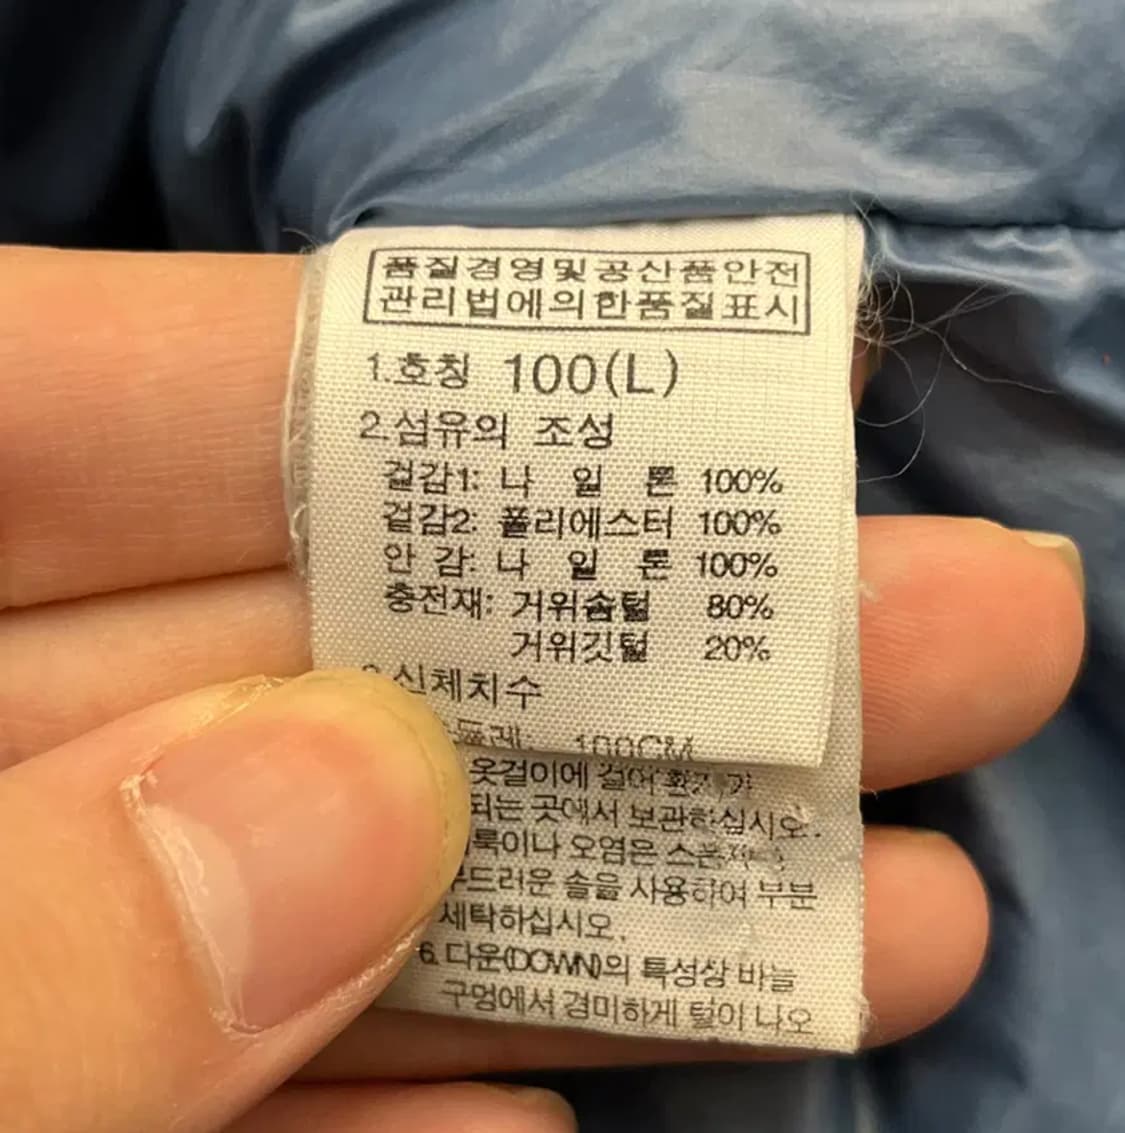 품질경영및공산품안전
관리법에의한품질표시
1.호칭 100(L)
2.섬유의 조성
겉감1: 나 일 론 100%
겉감2: 폴리에스터 100%
안 감: 나 일 론 100%
충전재: 거위솜털 80%
거위깃털 20%
신체치수
둘레: 100CM
옷걸이에 걸어
되는 곳에서 보관하십시오.
오염은
부드러운 솔을 사용하여 부분
세탁하십시오.
6. 다운(DOWN)의 특성상 바늘
구멍에서 경미하게 털이 나오